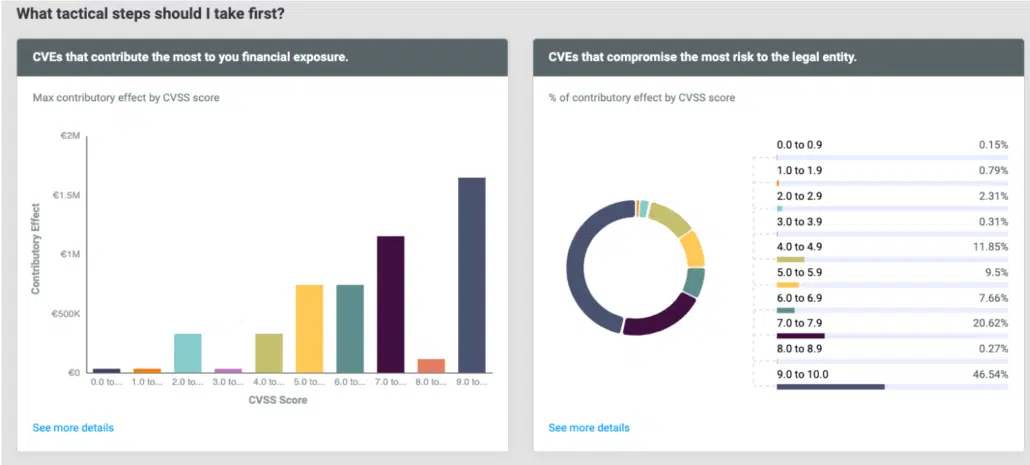 What tactical steps should I take first?
CVEs that contribute the most to you financial exposure.
Max contributory effect by CVSS score
€2M
€1.5M
€1M
€500K
€0
Contributory Effect
0.0 to... 1.0 to... 2.0 to... 3.0 to... 4.0 to... 5.0 to... 6.0 to... 7.0 to... 8.0 to... 9.0 to...
CVSS Score
See more details
CVEs that compromise the most risk to the legal entity.
% of contributory effect by CVSS score
0.0 to 0.9 0.15%
1.0 to 1.9 0.79%
2.0 to 2.9 2.31%
3.0 to 3.9 0.31%
4.0 to 4.9 11.85%
5.0 to 5.9 9.5%
6.0 to 6.9 7.66%
7.0 to 7.9 20.62%
8.0 to 8.9 0.27%
9.0 to 10.0 46.54%
See more details